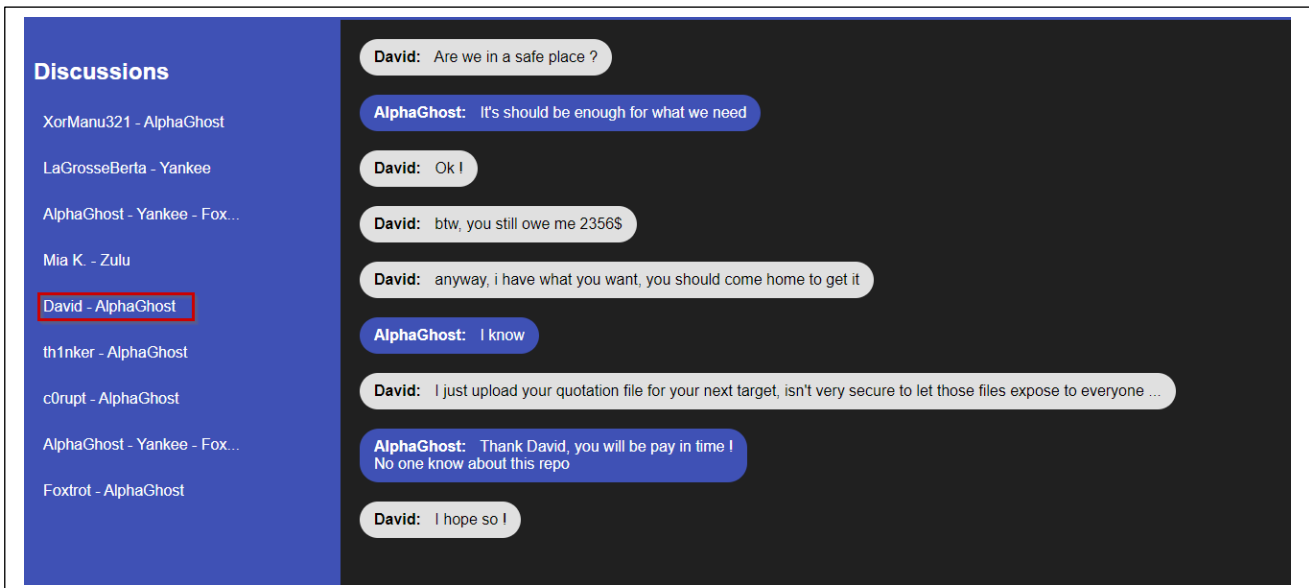 Discussions
XorManu321 - AlphaGhost
LaGrosseBerta - Yankee
AlphaGhost - Yankee - Fox...
Mia K. - Zulu
David - AlphaGhost
th1nker - AlphaGhost
c0rupt - AlphaGhost
AlphaGhost - Yankee - Fox...
Foxtrot - AlphaGhost
David: Are we in a safe place ?
AlphaGhost: It's should be enough for what we need
David: Ok !
David: btw, you still owe me 2356$
David: anyway, i have what you want, you should come home to get it
AlphaGhost: I know
David: I just upload your quotation file for your next target, isn't very secure to let those files expose to everyone ...
AlphaGhost: Thank David, you will be pay in time !
No one know about this repo
David: I hope so !